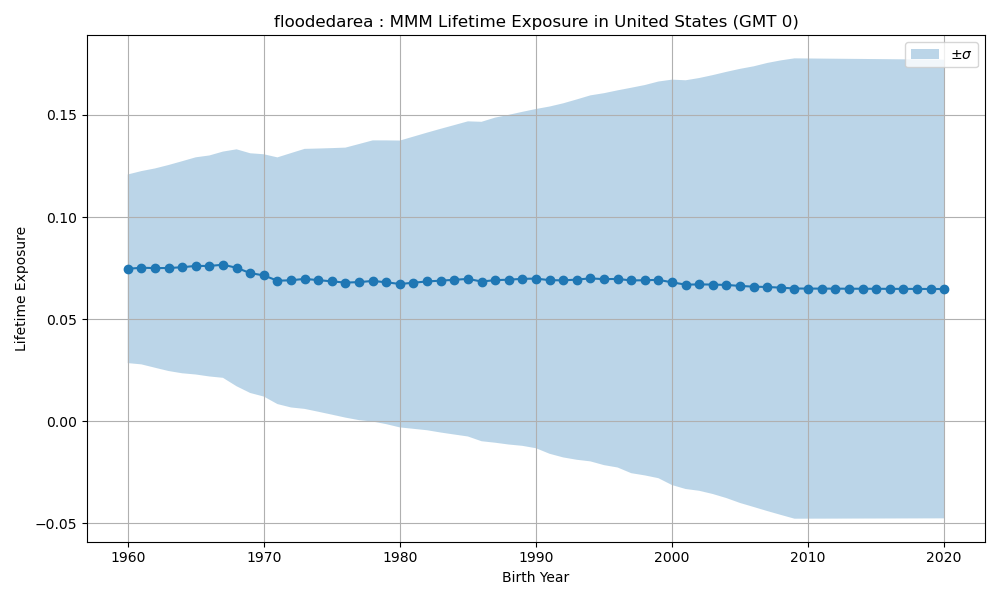 floodedarea : MMM Lifetime Exposure in United States (GMT 0)
±σ
Lifetime Exposure
0.15
0.10
0.05
0.00
−0.05
1960 1970 1980 1990 2000 2010 2020
Birth Year